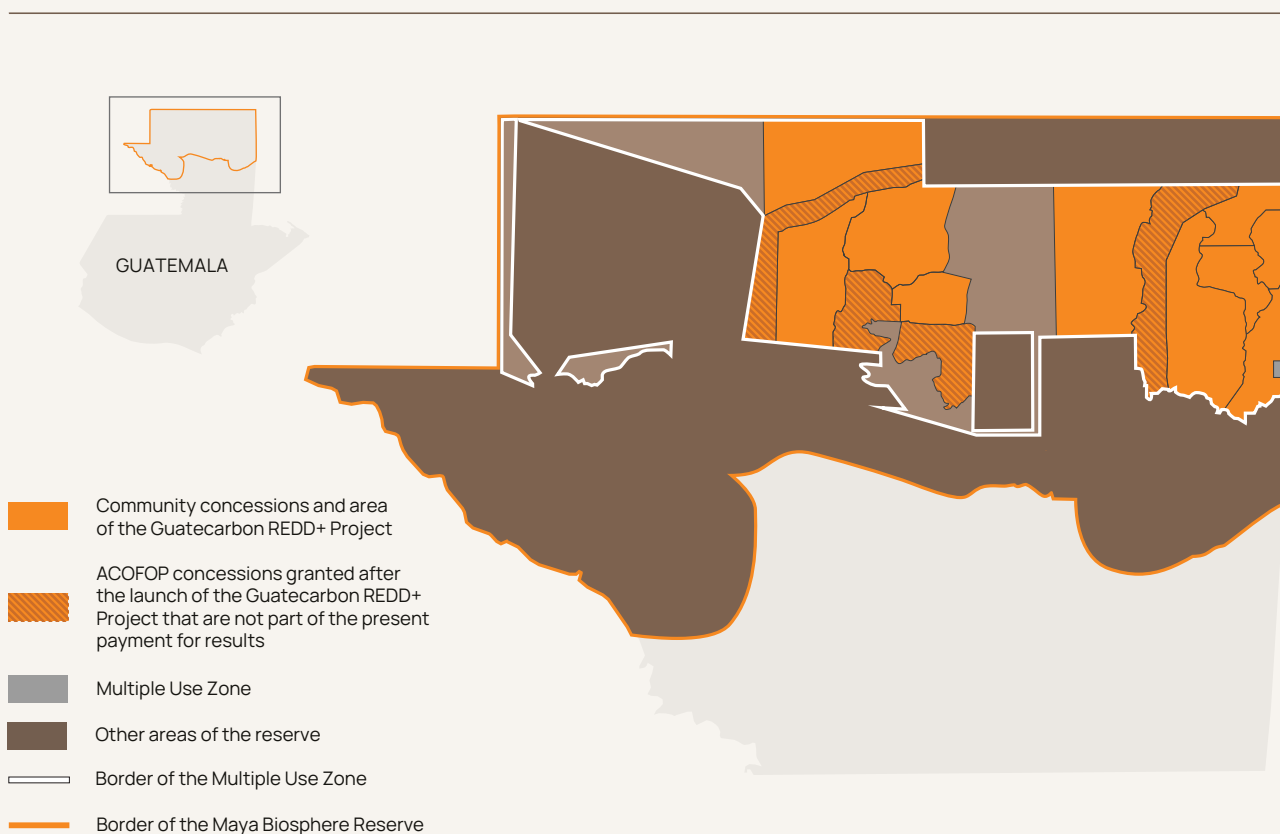 GUATEMALA
Community concessions and area
of the Guatecarbon REDD+ Project
ACOFOP concessions granted after
the launch of the Guatecarbon REDD+
Project that are not part of the present
payment for results
Multiple Use Zone
Other areas of the reserve
Border of the Multiple Use Zone
Border of the Maya Biosphere Reserve